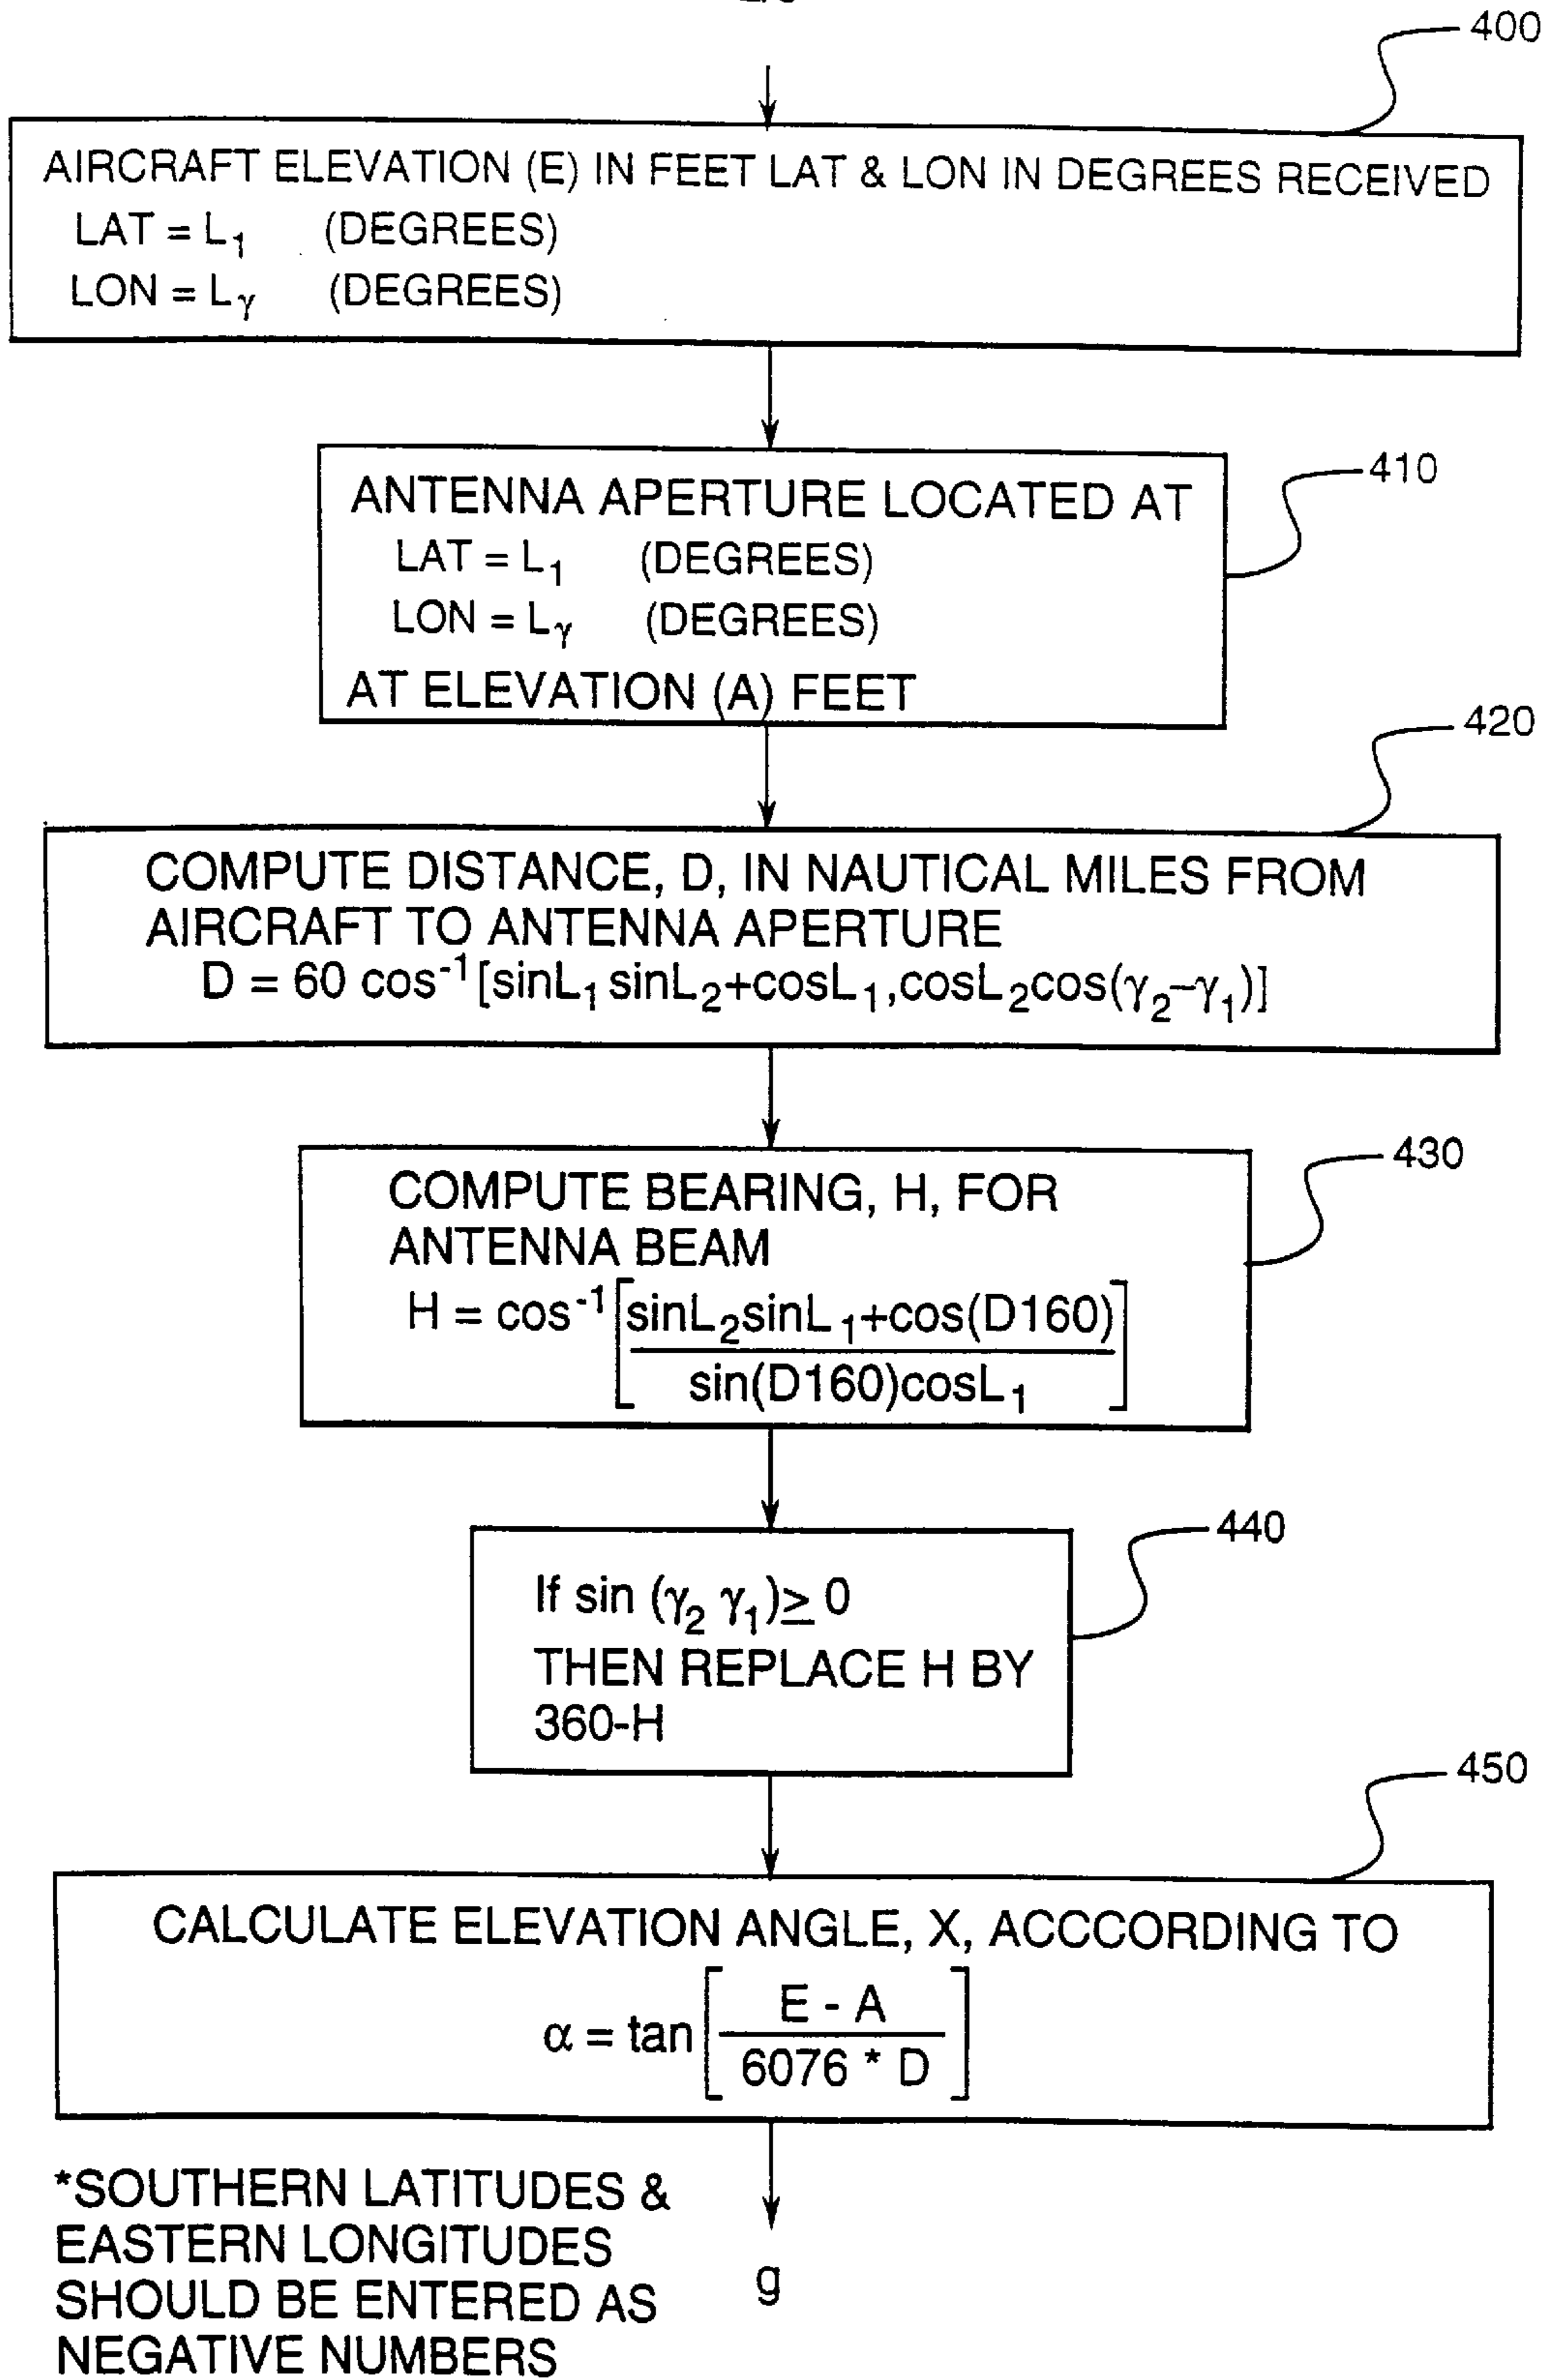 400
AIRCRAFT ELEVATION (E) IN FEET LAT & LON IN DEGREES RECEIVED
LAT = L₁ (DEGREES)
LON = Lγ (DEGREES)
410
ANTENNA APERTURE LOCATED AT
LAT = L₁ (DEGREES)
LON = Lγ (DEGREES)
AT ELEVATION (A) FEET
420
COMPUTE DISTANCE, D, IN NAUTICAL MILES FROM
AIRCRAFT TO ANTENNA APERTURE
D = 60 cos⁻¹ [sinL₁ sinL₂+cosL₁,cosL₂cos(γ₂–γ₁)]
430
COMPUTE BEARING, H, FOR
ANTENNA BEAM
H = cos⁻¹ [sinL₂sinL₁+cos(D160)
sin(D160)cosL₁]
440
If sin (γ₂ γ₁)≥ 0
THEN REPLACE H BY
360-H
450
CALCULATE ELEVATION ANGLE, X, ACCCORDING TO
α = tan [E - A
6076 * D]
*SOUTHERN LATITUDES &
EASTERN LONGITUDES
SHOULD BE ENTERED AS
NEGATIVE NUMBERS
g